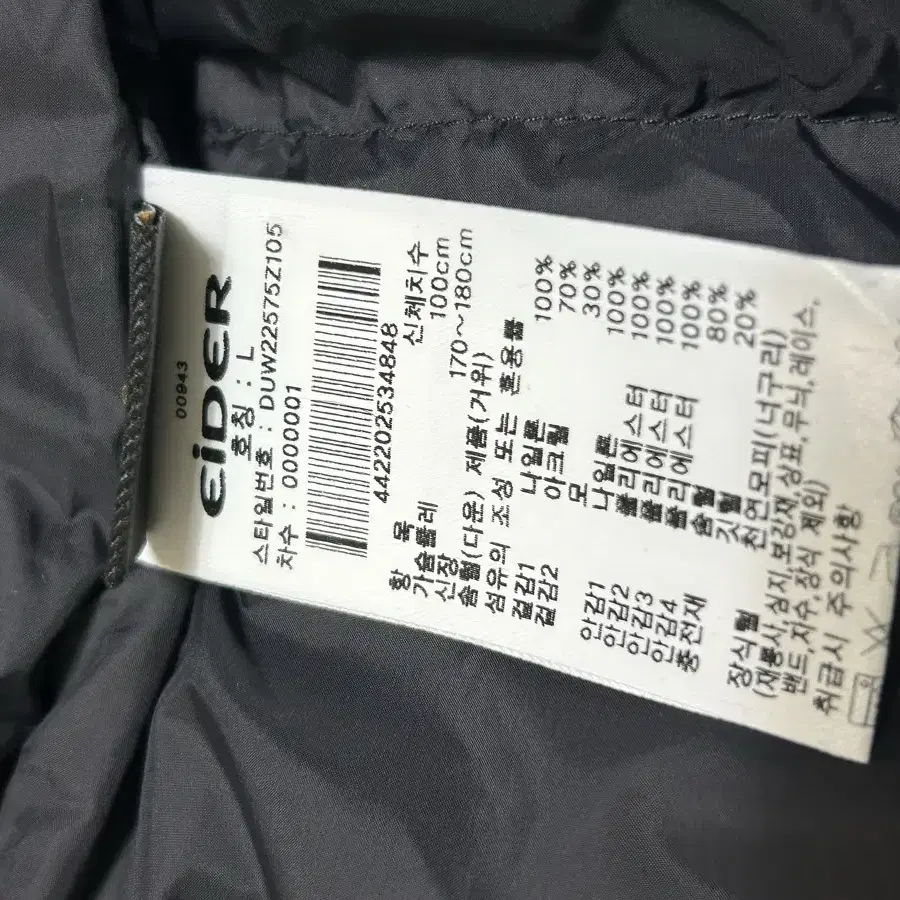 00943
EiDER
호칭 : L
스타일번호 : DUW22575Z105
차수 : 0000001
442202534848
항 목 신체치수
가슴둘레 100cm
신장 170~180cm
솜털(다운) 제품(거위)
섬유의 조성 또는 혼용률
겉감1 나일론 100%
겉감2 아크릴 70%
모 30%
안감1 나일론 100%
안감2 폴리에스터 100%
안감3 폴리에스터 100%
안감4 폴리에스터 100%
충전재 솜털 80%
깃털 20%
장식털 천연모피(너구리)
(재봉사,심지,보강재,상표,무늬,레이스,
밴드,자수,장식 제외)
취급시 주의사항